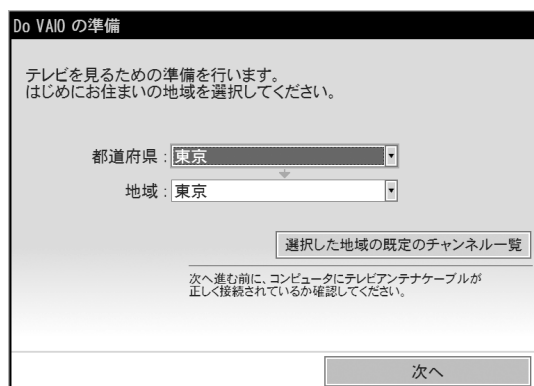 Do VAIO の準備
テレビを見るための準備を行います。
はじめにお住まいの地域を選択してください。
都道府県 : 東京
地域 : 東京
選択した地域の既定のチャンネル一覧
次へ進む前に、コンピュータにテレビアンテナケーブルが
正しく接続されているか確認してください。
次へ